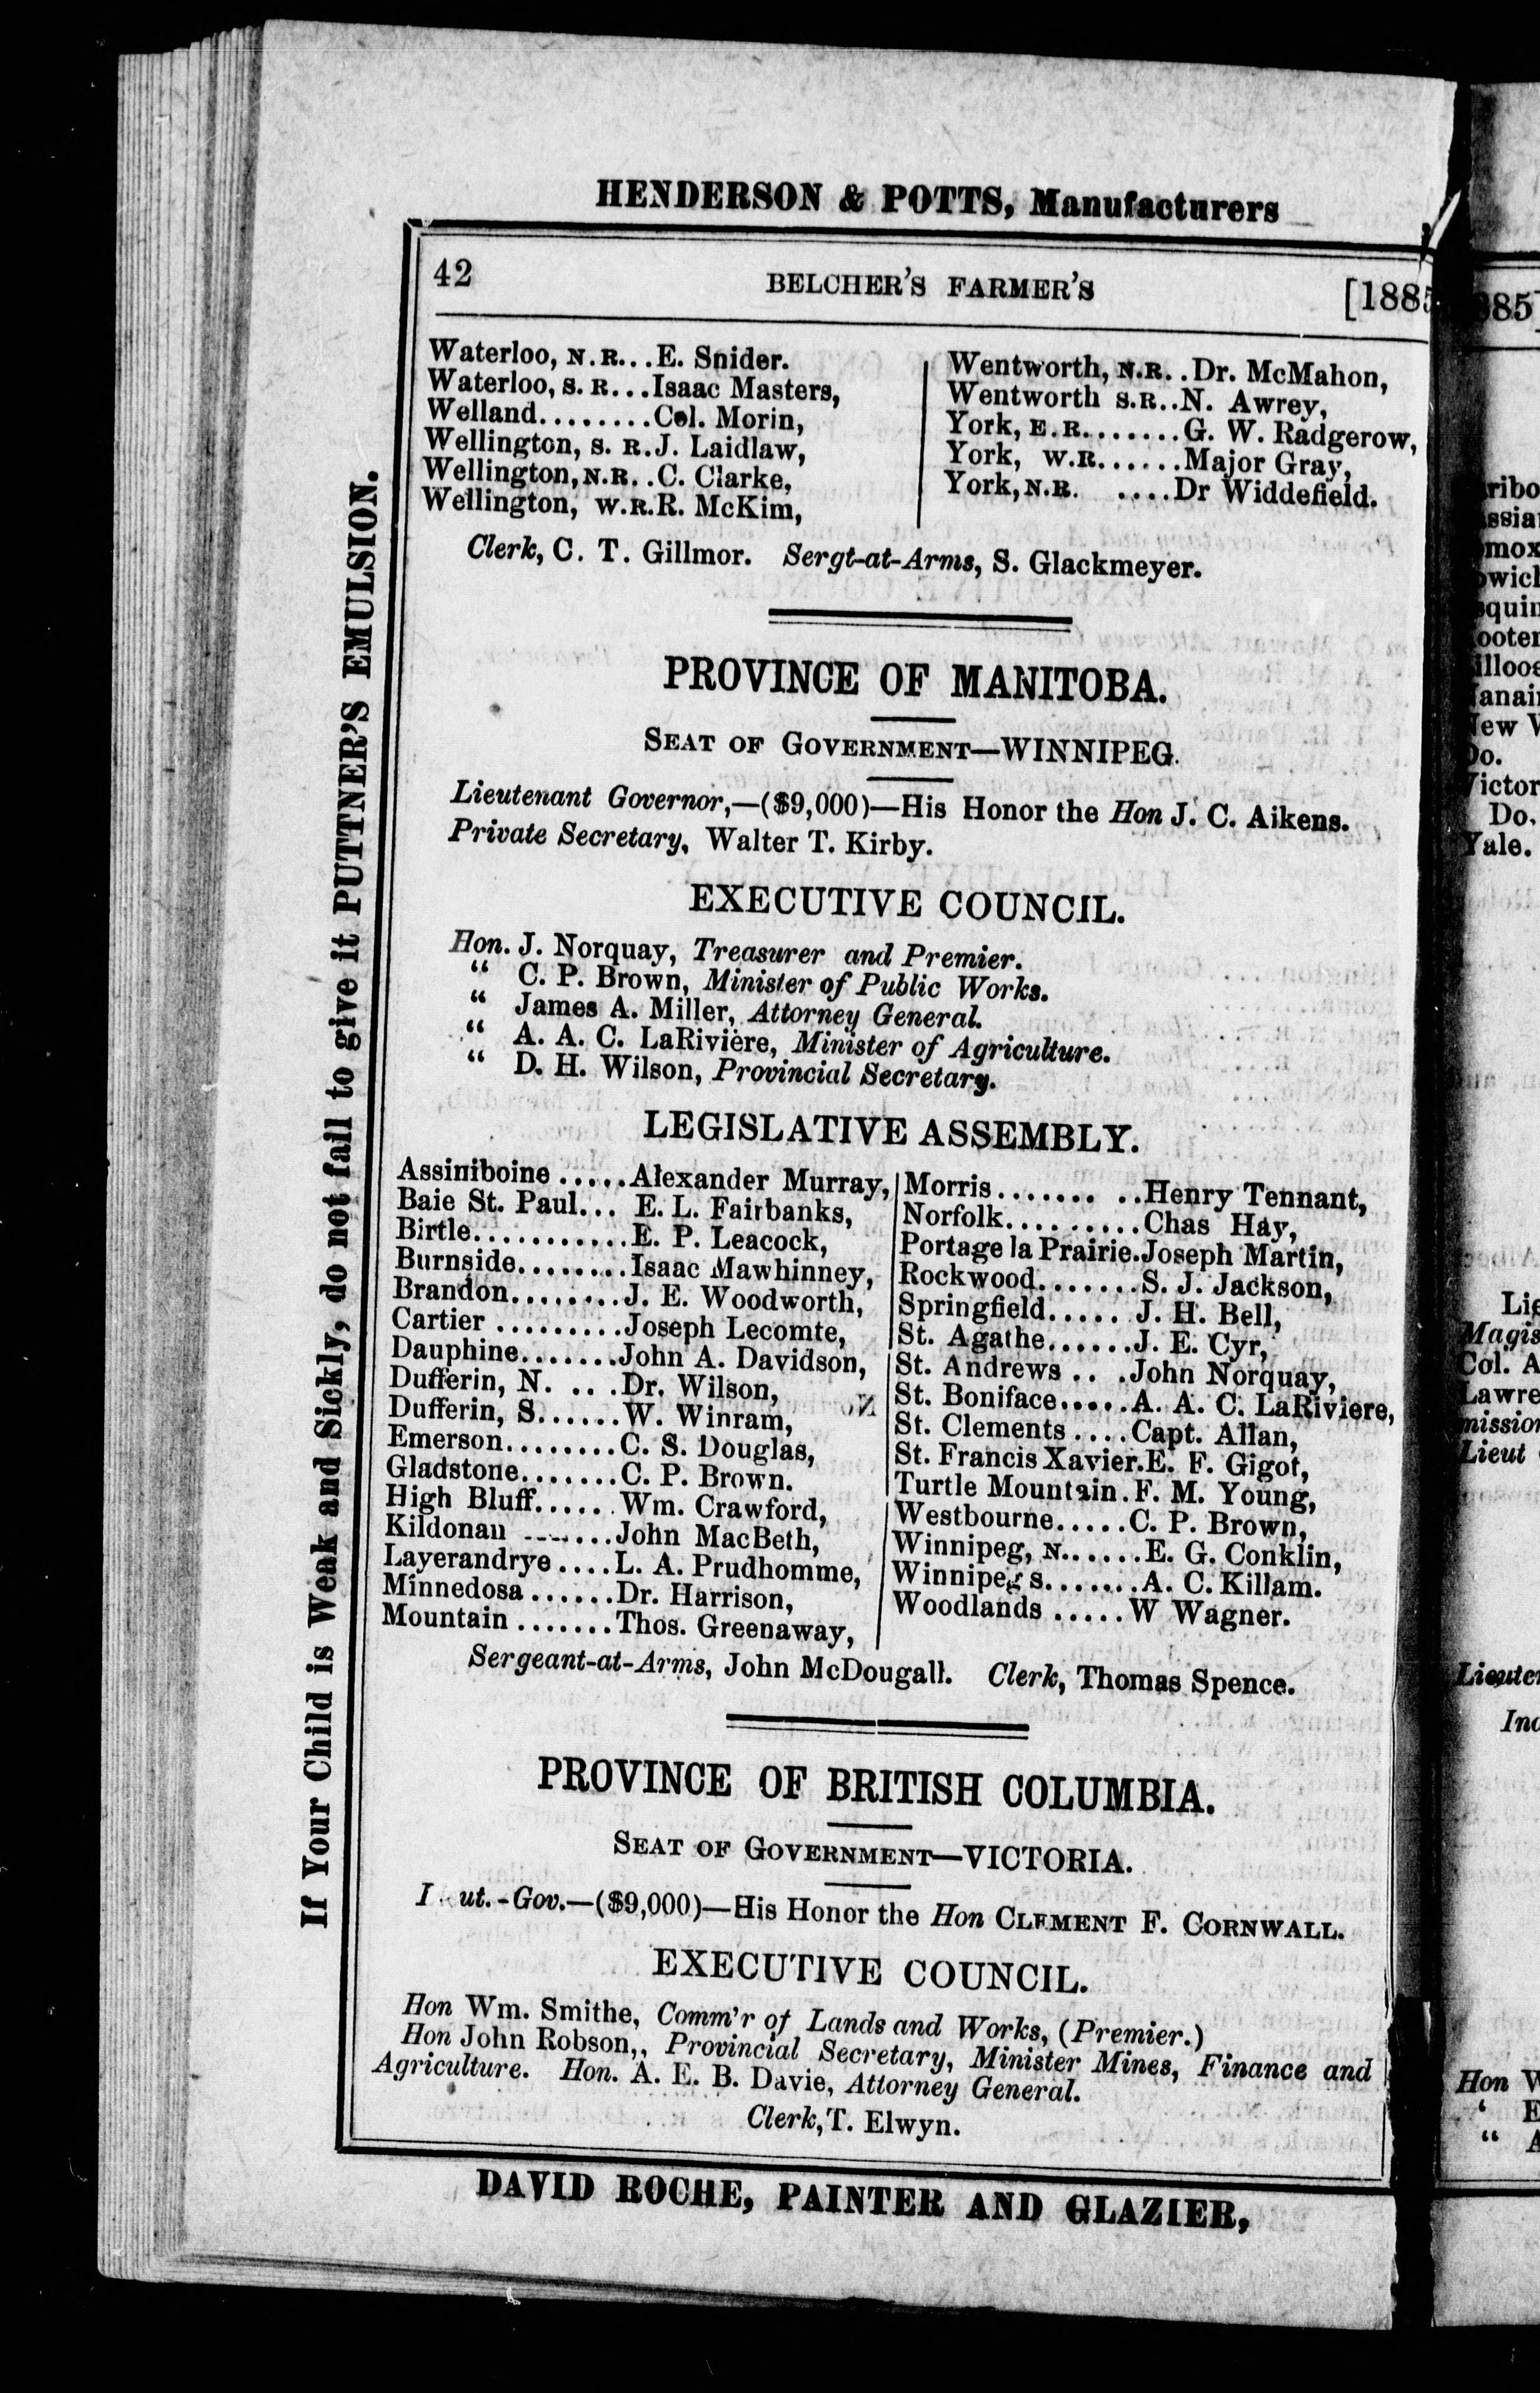 HENDERSON & POTTS, Manufacturers
42 BELCHER'S FARMER'S [1885
Waterloo, N.R...E. Snider.
Waterloo, S. R...Isaac Masters,
Welland.........Col. Morin,
Wellington, S. R.J. Laidlaw,
Wellington, N.R. .C. Clarke,
Wellington, W.R.R. McKim,
Wentworth, N.R. .Dr. McMahon,
Wentworth S.R..N. Awrey,
York, E.R.......G. W. Radgerow,
York, W.R......Major Gray,
York, N.R. ....Dr Widdefield.
Clerk, C. T. Gillmor. Sergt-at-Arms, S. Glackmeyer.
PROVINCE OF MANITOBA.
SEAT OF GOVERNMENT—WINNIPEG.
Lieutenant Governor,—($9,000)—His Honor the Hon J. C. Aikens.
Private Secretary, Walter T. Kirby.
EXECUTIVE COUNCIL.
Hon. J. Norquay, Treasurer and Premier.
“ C. P. Brown, Minister of Public Works.
“ James A. Miller, Attorney General.
“ A. A. C. LaRivière, Minister of Agriculture.
“ D. H. Wilson, Provincial Secretary.
LEGISLATIVE ASSEMBLY.
Assiniboine .....Alexander Murray,
Baie St. Paul... E. L. Fairbanks,
Birtle...........E. P. Leacock,
Burnside........Isaac Mawhinney,
Brandon........J. E. Woodworth,
Cartier .........Joseph Lecomte,
Dauphine.......John A. Davidson,
Dufferin, N. ...Dr. Wilson,
Dufferin, S......W. Winram,
Emerson........C. S. Douglas,
Gladstone.......C. P. Brown.
High Bluff......Wm. Crawford,
Kildonan .......John MacBeth,
Layerandrye....L. A. Prudhomme,
Minnedosa......Dr. Harrison,
Mountain .......Thos. Greenaway,
Morris....... ..Henry Tennant,
Norfolk.........Chas Hay,
Portage la Prairie.Joseph Martin,
Rockwood.......S. J. Jackson,
Springfield..... J. H. Bell,
St. Agathe......J. E. Cyr,
St. Andrews .. .John Norquay,
St. Boniface.....A. A. C. LaRiviere,
St. Clements ....Capt. Allan,
St. Francis Xavier.E. F. Gigot,
Turtle Mountain.F. M. Young,
Westbourne.....C. P. Brown,
Winnipeg, N......E. G. Conklin,
Winnipeg S.......A. C. Killam.
Woodlands .....W Wagner.
Sergeant-at-Arms, John McDougall. Clerk, Thomas Spence.
PROVINCE OF BRITISH COLUMBIA.
SEAT OF GOVERNMENT—VICTORIA.
ut.-Gov.—($9,000)—His Honor the Hon CLEMENT F. CORNWALL.
EXECUTIVE COUNCIL.
Hon Wm. Smithe, Comm'r of Lands and Works, (Premier.)
Hon John Robson,, Provincial Secretary, Minister Mines, Finance and
Agriculture. Hon. A. E. B. Davie, Attorney General.
Clerk, T. Elwyn.
DAVID ROCHE, PAINTER AND GLAZIER,
If Your Child is Weak and Sickly, do not fail to give it PUTTNER'S EMULSION.
85]
Do.
Do.
Yale.
Col. A
Hon W
‘ E
“ A